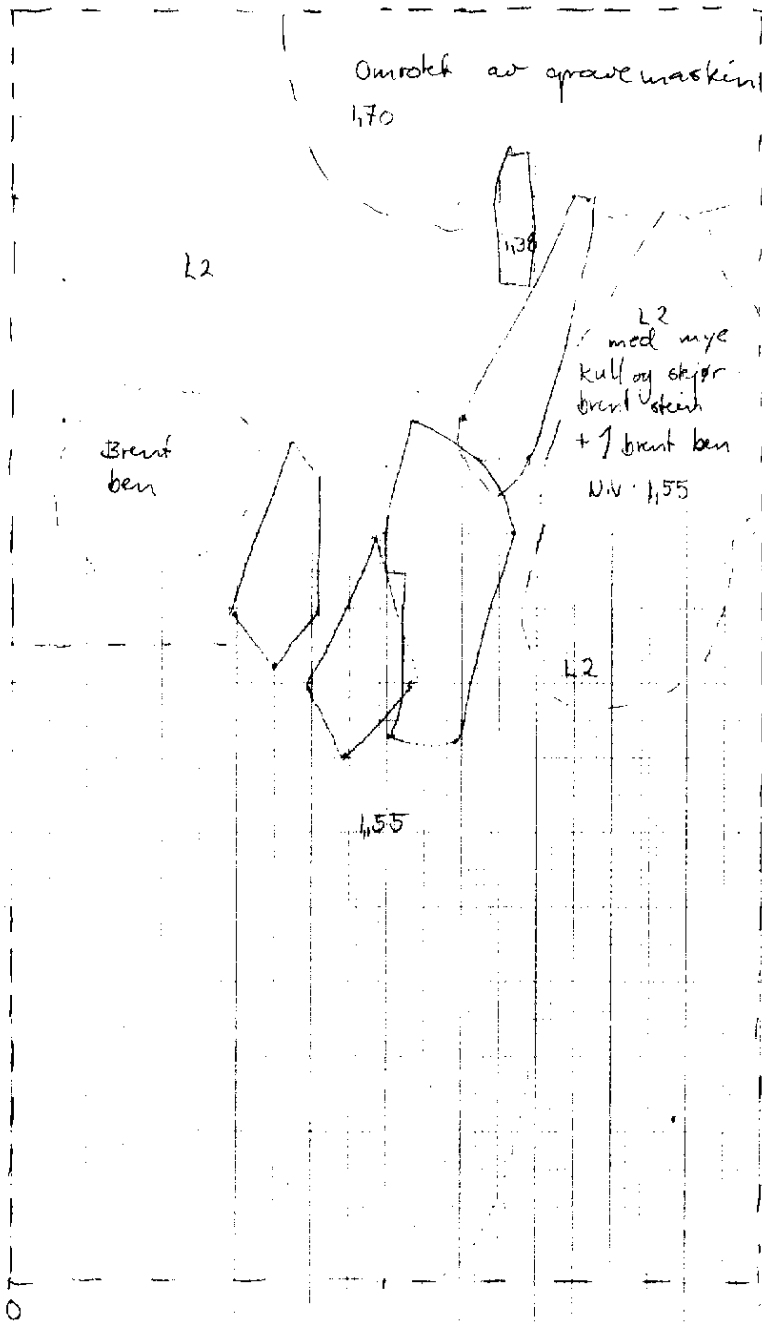 Omrotet av gravemaskin
1,70
1,38
L2
L2
med mye
kull og skjør
brent stein
+ 1 brent ben
N.V. 1,55
Brent
ben
L2
1,55
0